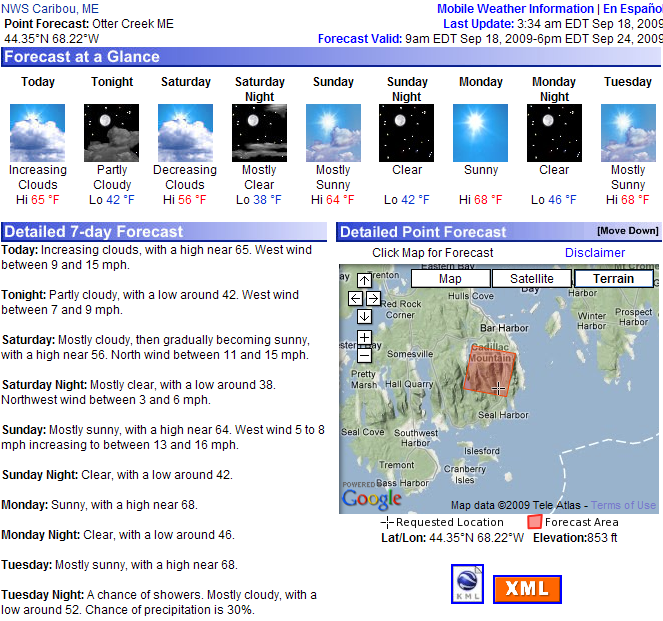 NWS Caribou, ME
Mobile Weather Information | En Español
Point Forecast: Otter Creek ME
Last Update: 3:34 am EDT Sep 18, 2009
44.35°N 68.22°W
Forecast Valid: 9am EDT Sep 18, 2009-6pm EDT Sep 24, 2009
Forecast at a Glance
Today Tonight Saturday Saturday Night Sunday Sunday Night Monday Monday Night Tuesday
Increasing Clouds Partly Cloudy Decreasing Clouds Mostly Clear Mostly Sunny Clear Sunny Clear Mostly Sunny
Hi 65 °F Lo 42 °F Hi 56 °F Lo 38 °F Hi 64 °F Lo 42 °F Hi 68 °F Lo 46 °F Hi 68 °F
Detailed 7-day Forecast
Today: Increasing clouds, with a high near 65. West wind
between 9 and 15 mph.
Tonight: Partly cloudy, with a low around 42. West wind
between 7 and 9 mph.
Saturday: Mostly cloudy, then gradually becoming sunny,
with a high near 56. North wind between 11 and 15 mph.
Saturday Night: Mostly clear, with a low around 38.
Northwest wind between 3 and 6 mph.
Sunday: Mostly sunny, with a high near 64. West wind 5 to 8
mph increasing to between 13 and 16 mph.
Sunday Night: Clear, with a low around 42.
Monday: Sunny, with a high near 68.
Monday Night: Clear, with a low around 46.
Tuesday: Mostly sunny, with a high near 68.
Tuesday Night: A chance of showers. Mostly cloudy, with a
low around 52. Chance of precipitation is 30%.
Detailed Point Forecast [Move Down]
Click Map for Forecast Disclaimer
Eastern Bay
Trenton
Map Satellite Terrain
Hulls Cove
Bay
Red Rock
Corner
Winter
Harbor
Prospect
Harbor
Bar Harbor
Cadillac
Mountain
Somesville
Pretty
Marsh
Hall Quarry
Seal Harbor
Seal Cove
Southwest
Harbor
Islesford
Tremont
Cranberry
Isles
Bass Harbor
POWERED BY
Google
Map data ©2009 Tele Atlas - Terms of Use
Requested Location Forecast Area
Lat/Lon: 44.35°N 68.22°W Elevation:853 ft
KML
XML